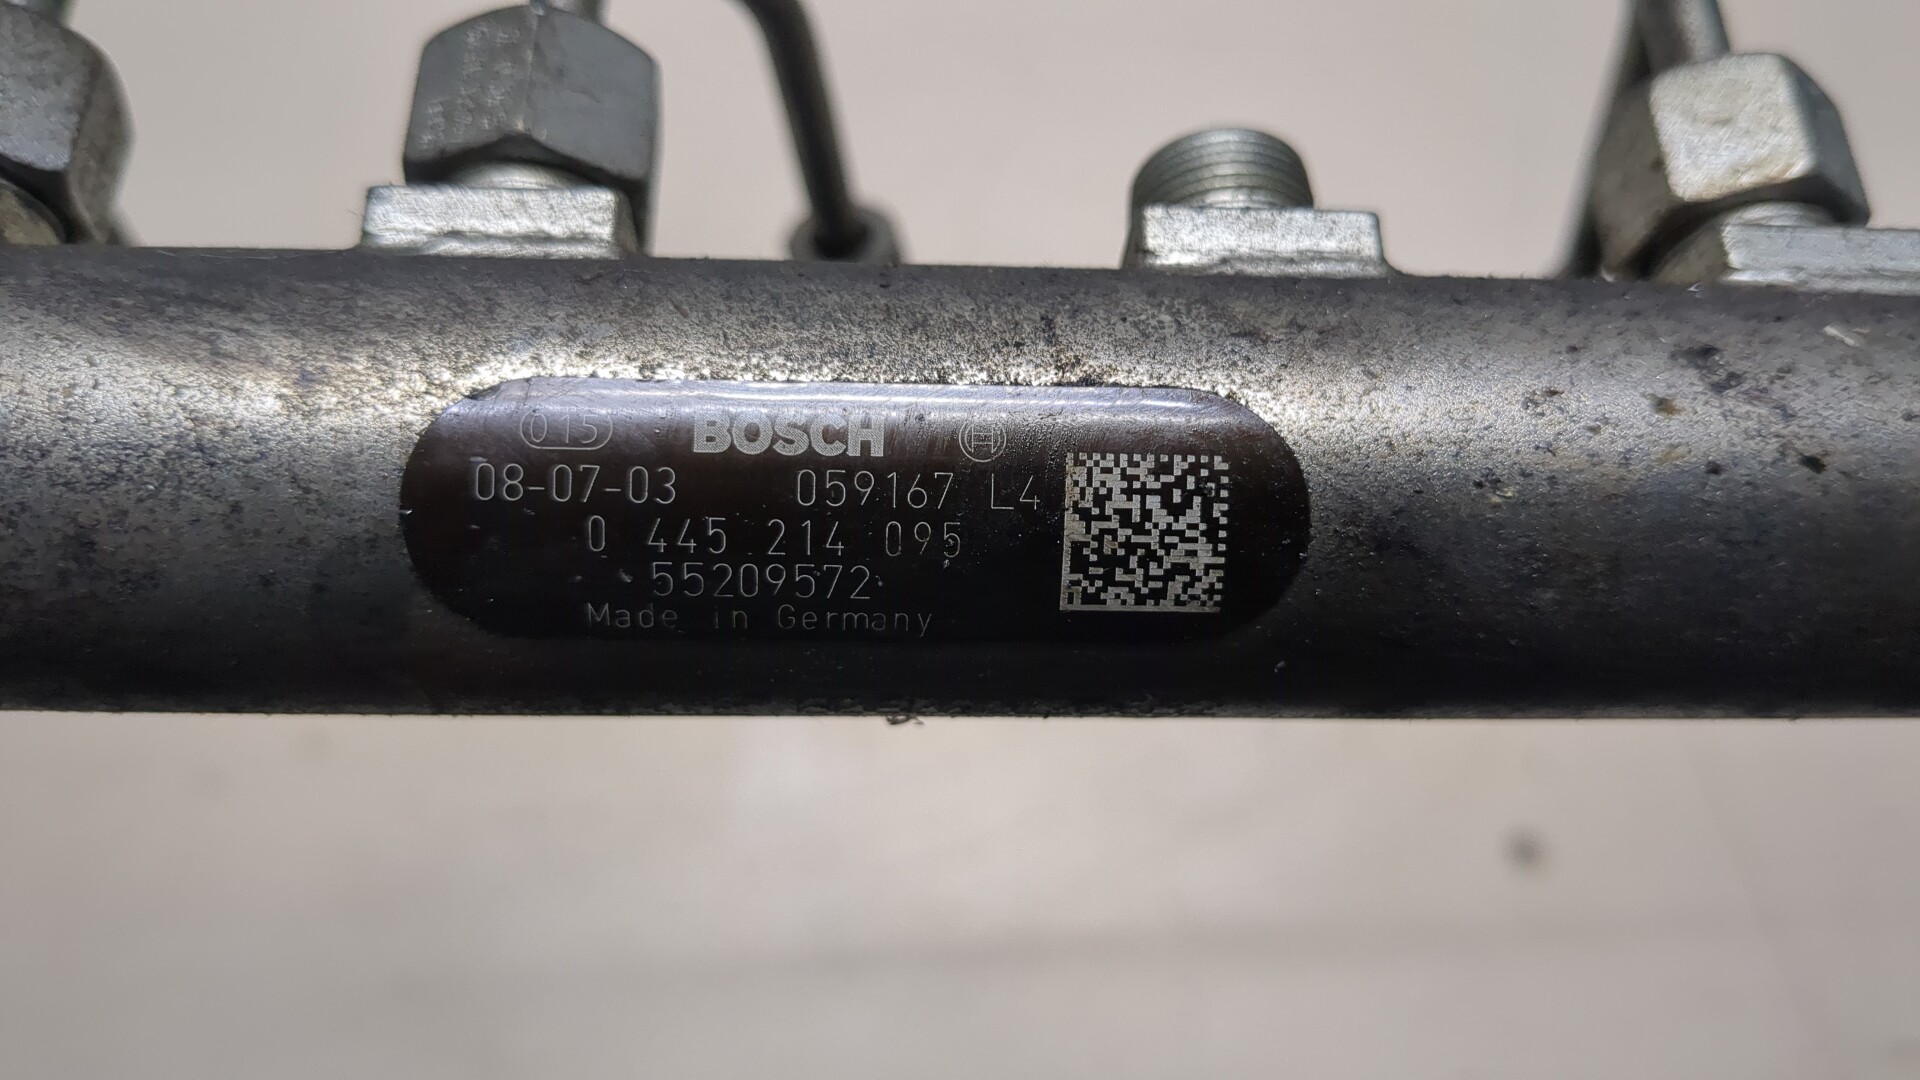 015 BOSCH
08-07-03 059167 L4
0 445 214 095
55209572
Made in Germany